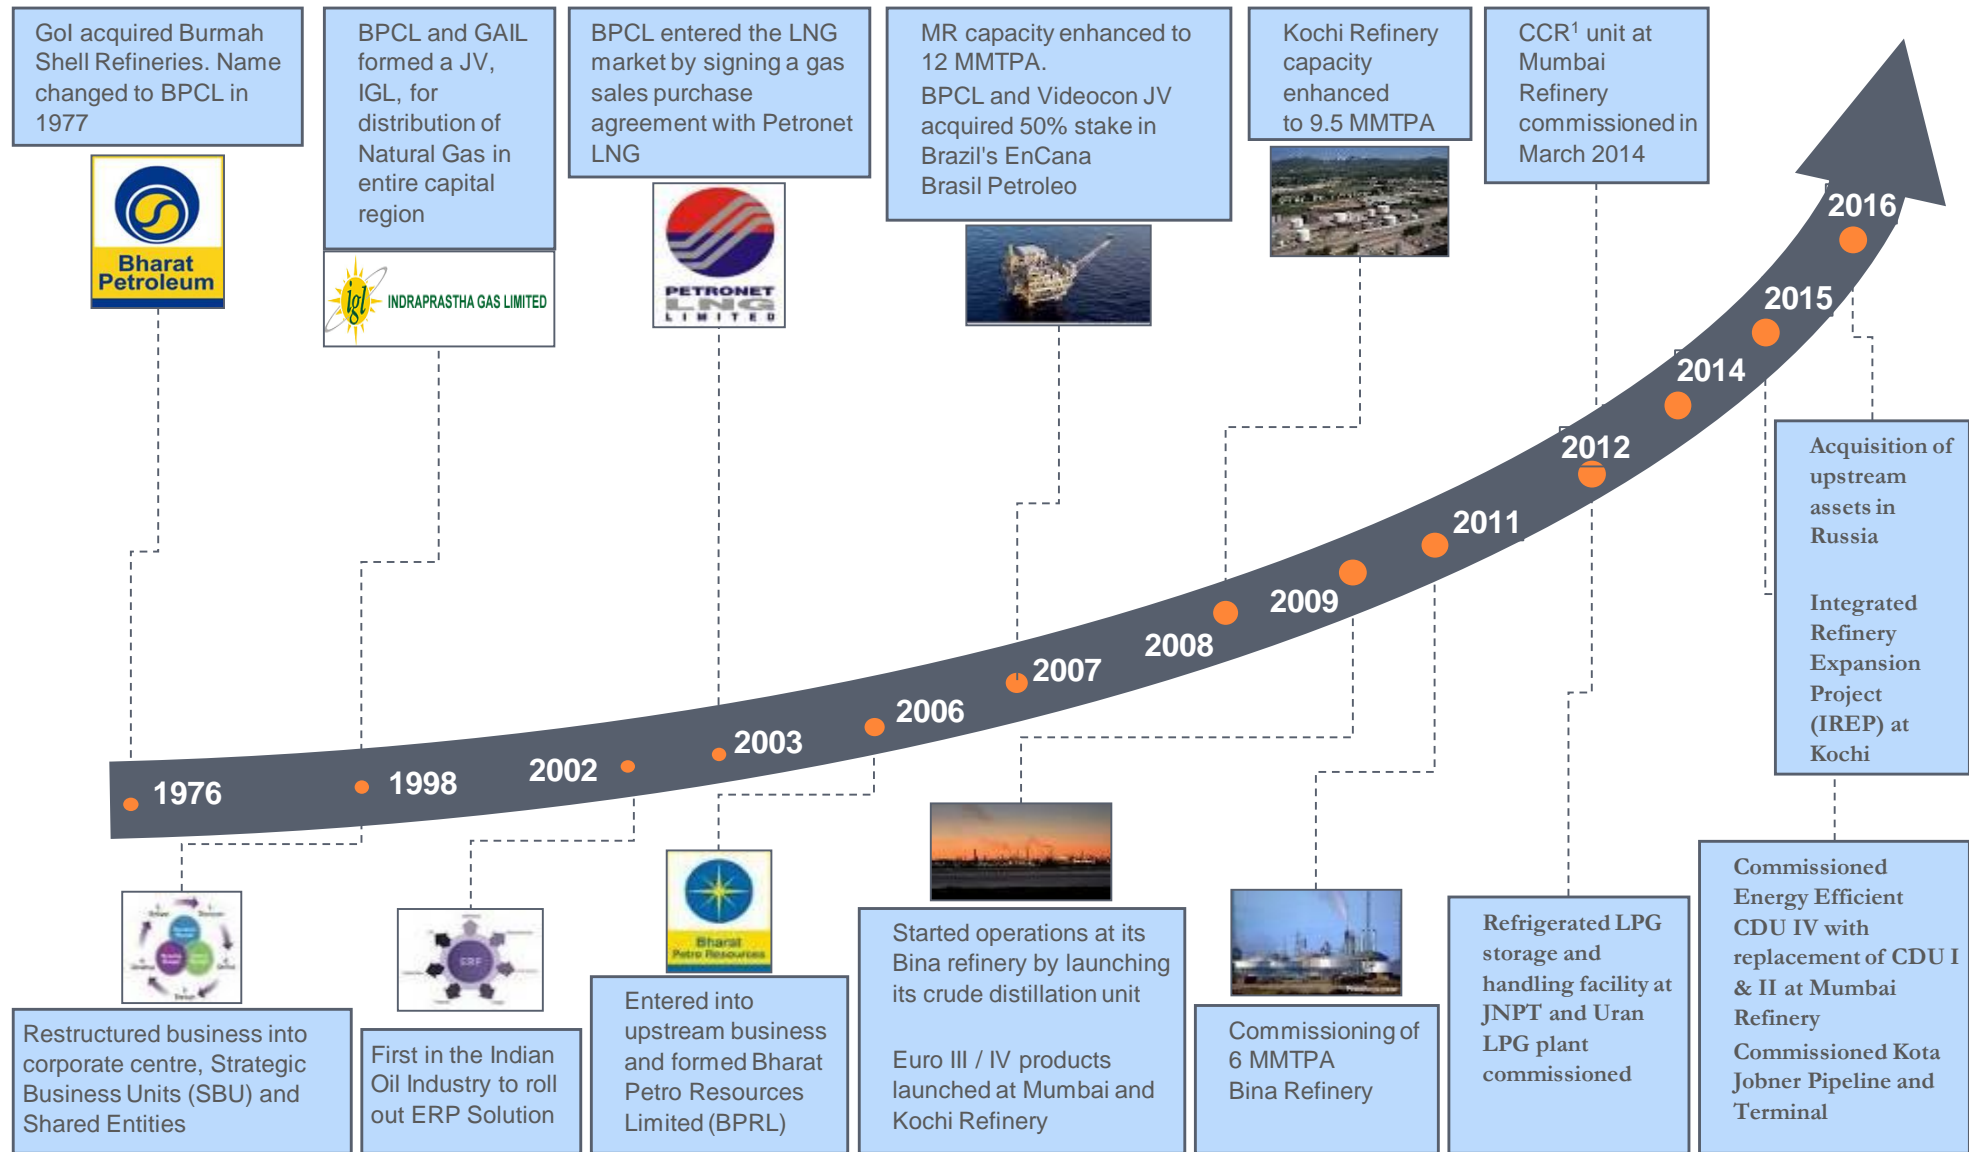 GoI acquired Burmah
Shell Refineries. Name
changed to BPCL in
1977
BPCL and GAIL
formed a JV,
IGL, for
distribution of
Natural Gas in
entire capital
region
BPCL entered the LNG
market by signing a gas
sales purchase
agreement with Petronet
LNG
MR capacity enhanced to
12 MMTPA.
BPCL and Videocon JV
acquired 50% stake in
Brazil's EnCana
Brasil Petroleo
Kochi Refinery
capacity
enhanced
to 9.5 MMTPA
CCR¹ unit at
Mumbai
Refinery
commissioned in
March 2014
Bharat
Petroleum
igl INDRAPRASTHA GAS LIMITED
PETRONET
LNG
LIMITED
2016
2015
2014
2012
2011
2009
2008
2007
2006
2003
2002
1998
1976
Acquisition of
upstream
assets in
Russia
Integrated
Refinery
Expansion
Project
(IREP) at
Kochi
ERP
Bharat
Petro Resources
Restructured business into
corporate centre, Strategic
Business Units (SBU) and
Shared Entities
First in the Indian
Oil Industry to roll
out ERP Solution
Entered into
upstream business
and formed Bharat
Petro Resources
Limited (BPRL)
Started operations at its
Bina refinery by launching
its crude distillation unit
Euro III / IV products
launched at Mumbai and
Kochi Refinery
Commissioning of
6 MMTPA
Bina Refinery
Refrigerated LPG
storage and
handling facility at
JNPT and Uran
LPG plant
commissioned
Commissioned
Energy Efficient
CDU IV with
replacement of CDU I
& II at Mumbai
Refinery
Commissioned Kota
Jobner Pipeline and
Terminal